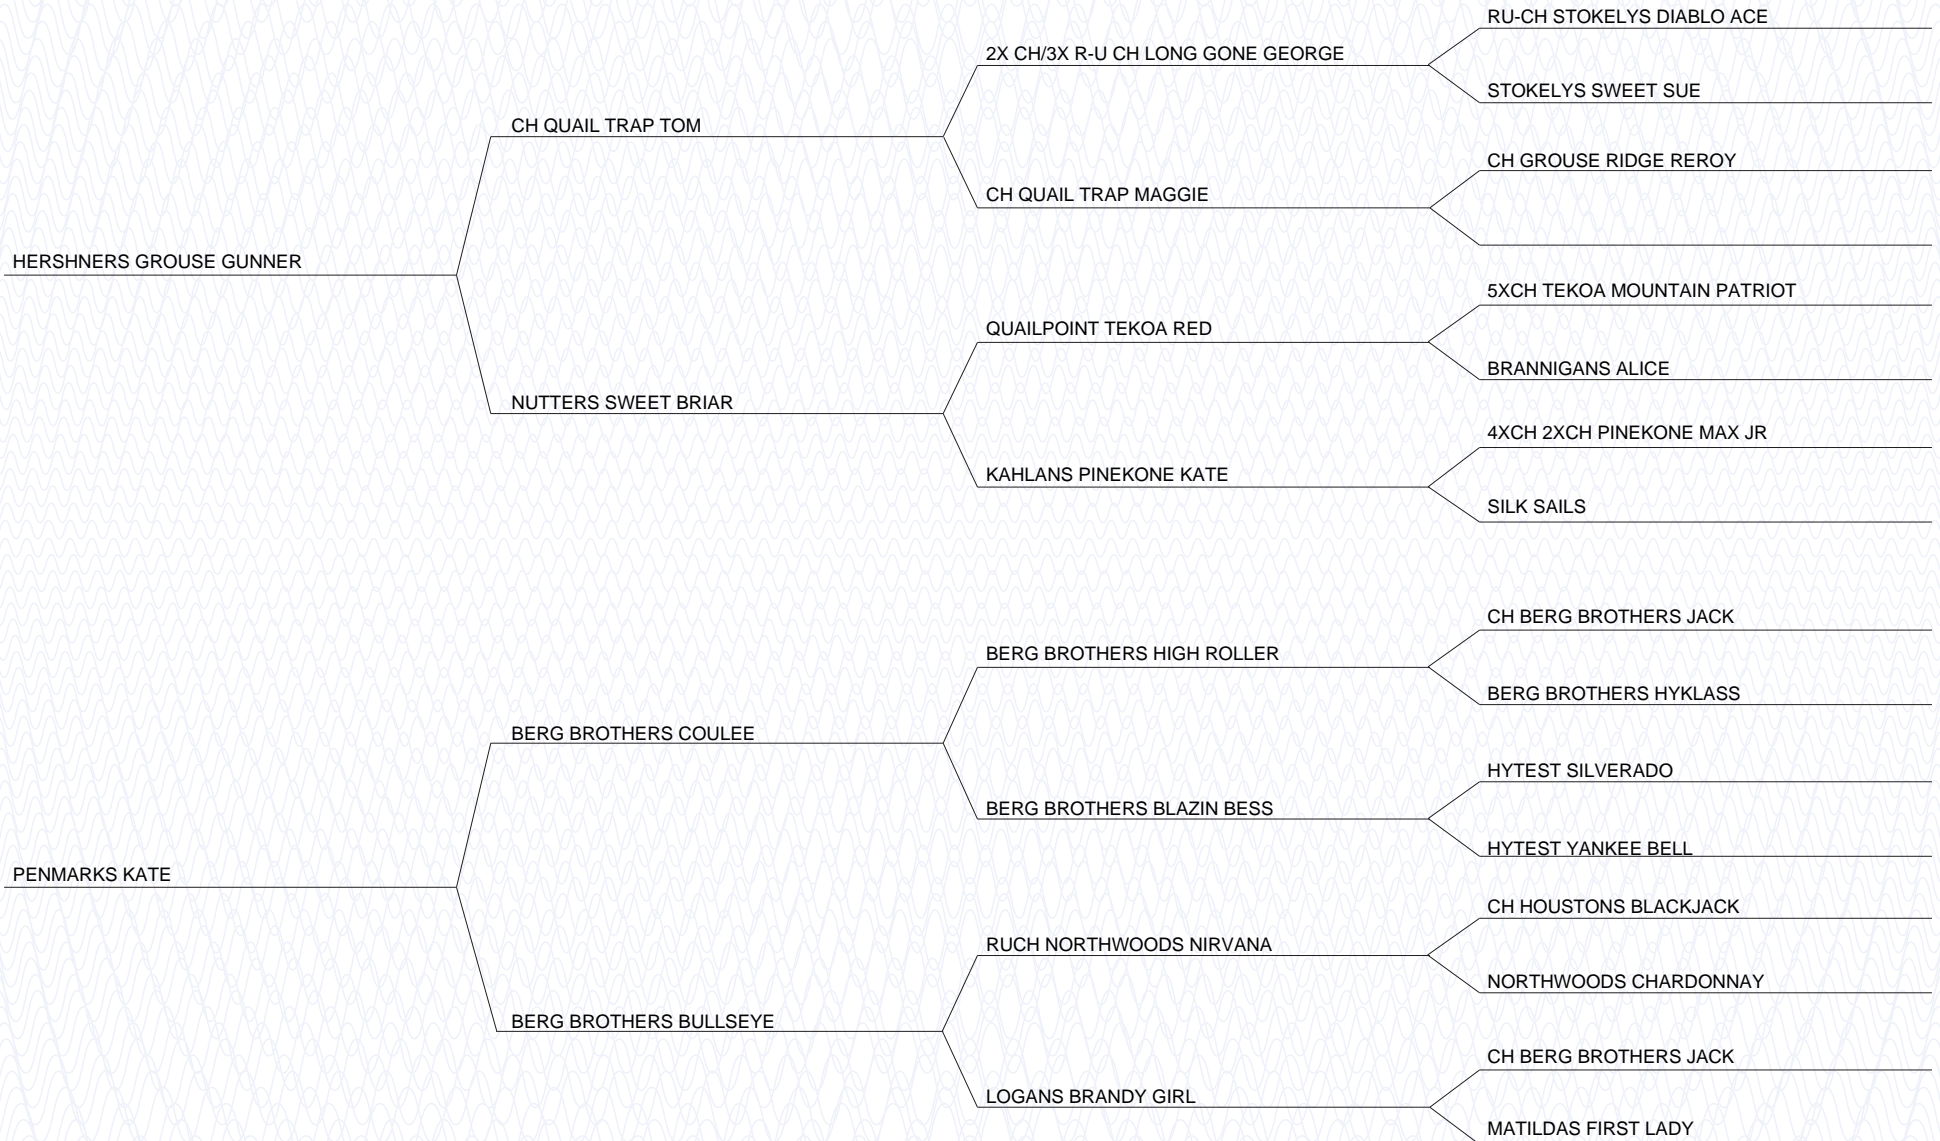 RU-CH STOKELYS DIABLO ACE
2X CH/3X R-U CH LONG GONE GEORGE
STOKELYS SWEET SUE
CH QUAIL TRAP TOM
CH GROUSE RIDGE REROY
CH QUAIL TRAP MAGGIE
HERSHNERS GROUSE GUNNER
5XCH TEKOA MOUNTAIN PATRIOT
QUAILPOINT TEKOA RED
BRANNIGANS ALICE
NUTTERS SWEET BRIAR
4XCH 2XCH PINEKONE MAX JR
KAHLANS PINEKONE KATE
SILK SAILS
CH BERG BROTHERS JACK
BERG BROTHERS HIGH ROLLER
BERG BROTHERS HYKLASS
BERG BROTHERS COULEE
HYTEST SILVERADO
BERG BROTHERS BLAZIN BESS
HYTEST YANKEE BELL
PENMARKS KATE
CH HOUSTONS BLACKJACK
RUCH NORTHWOODS NIRVANA
NORTHWOODS CHARDONNAY
BERG BROTHERS BULLSEYE
CH BERG BROTHERS JACK
LOGANS BRANDY GIRL
MATILDAS FIRST LADY